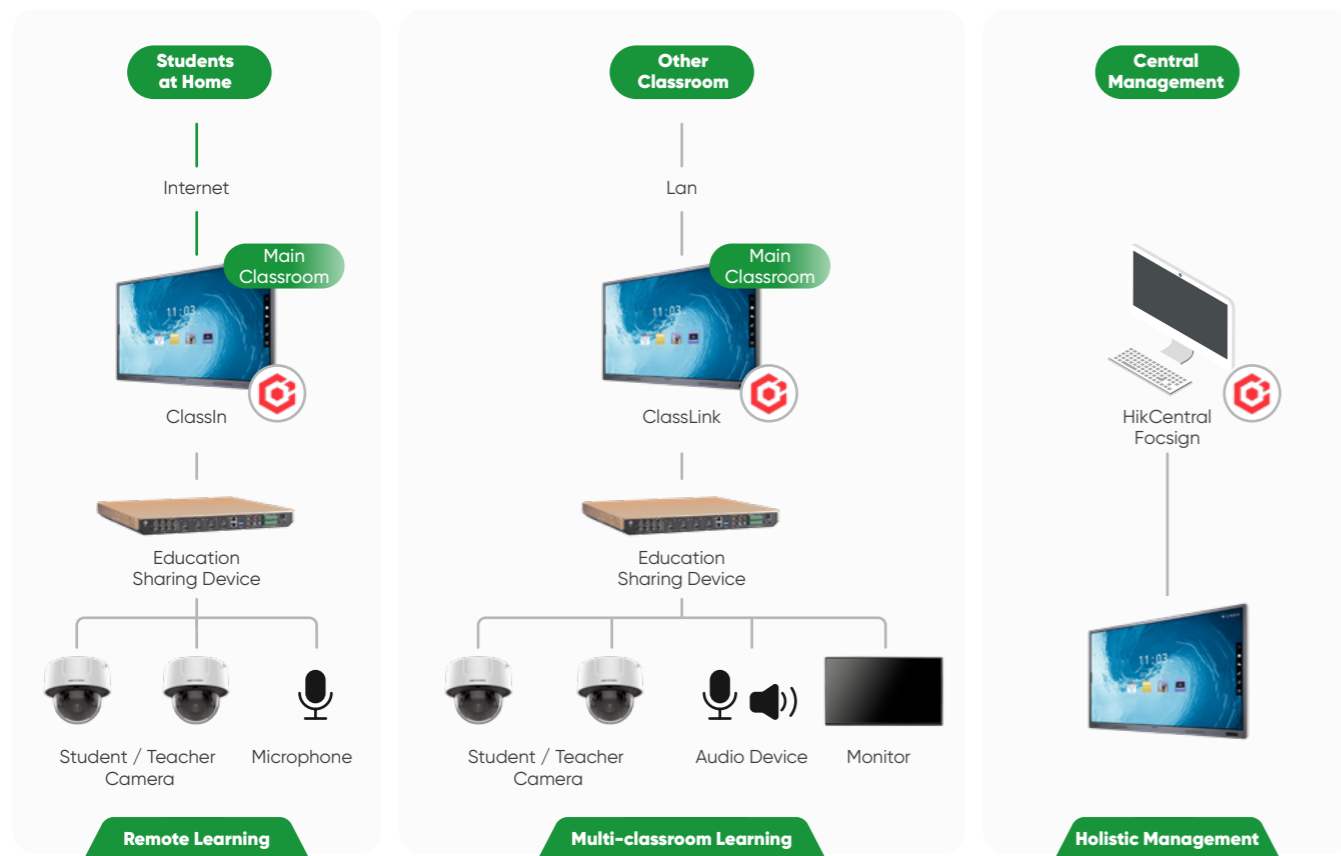 Students
at Home
Internet
Main
Classroom
11:03
ClassIn
Education
Sharing Device
Student / Teacher
Camera
Microphone
Remote Learning
Other
Classroom
Lan
Main
Classroom
11:03
ClassLink
Education
Sharing Device
Student / Teacher
Camera
Audio Device
Monitor
Multi-classroom Learning
Central
Management
HikCentral
Focsign
11:03
Holistic Management